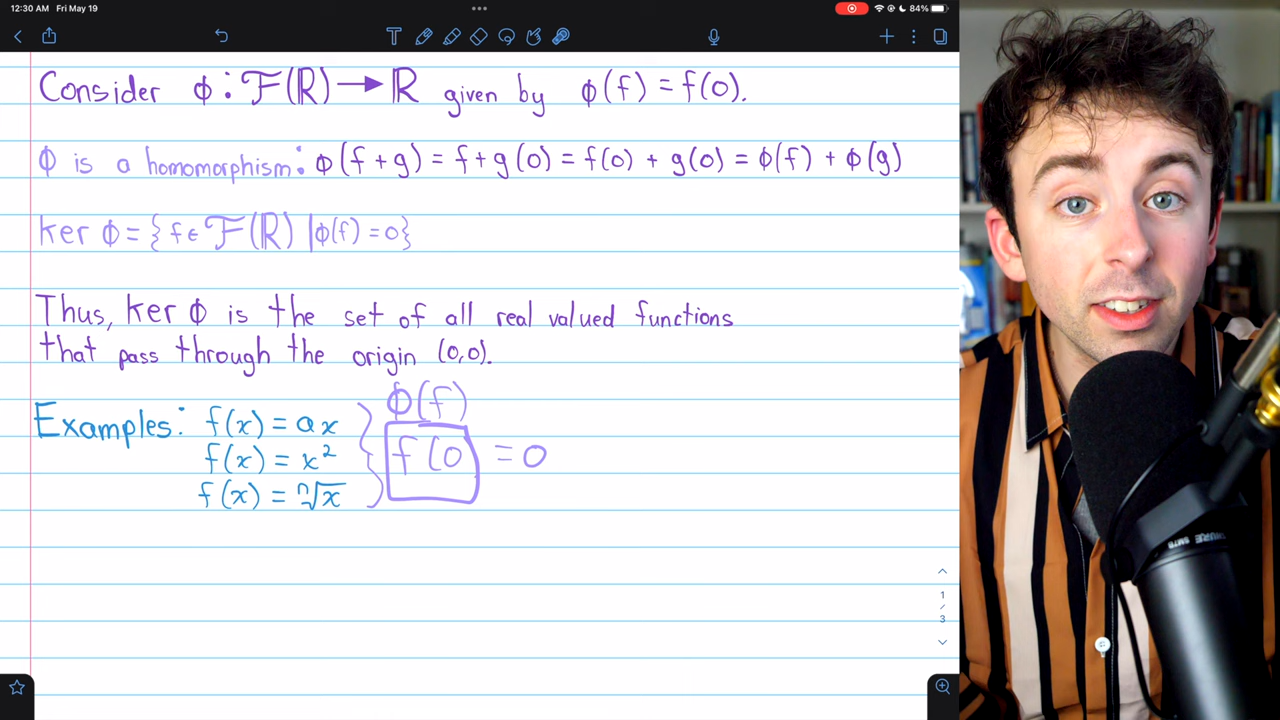 12:30 AM Fri May 19
84%
Consider ϕ : ℱ(ℝ) → ℝ given by ϕ(f) = f(0).
ϕ is a homomorphism: ϕ(f + g) = f + g(0) = f(0) + g(0) = ϕ(f) + ϕ(g)
ker ϕ = { f ∈ ℱ(ℝ) | ϕ(f) = 0}
Thus, ker ϕ is the set of all real valued functions
that pass through the origin (0,0).
ϕ(f)
Examples: f(x) = ax
f(x) = x²
f(0 = 0
f(x) = ⁿ√x
1
/
3
SHURE SM7B